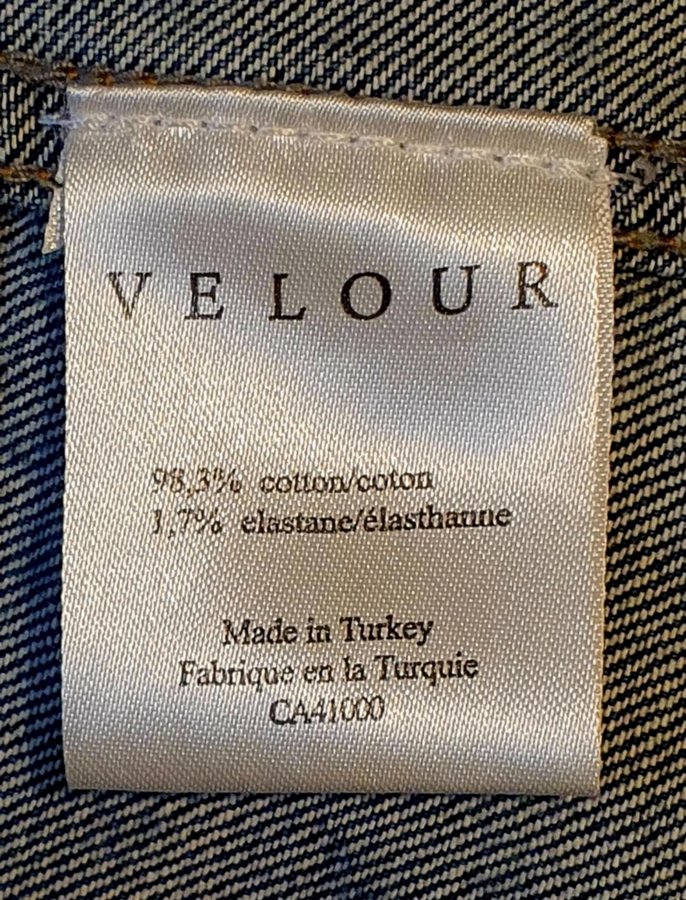 VELOUR
98,3% cotton/coton
1,7% elastane/élasthanne
Made in Turkey
Fabrique en la Turquie
CA41000